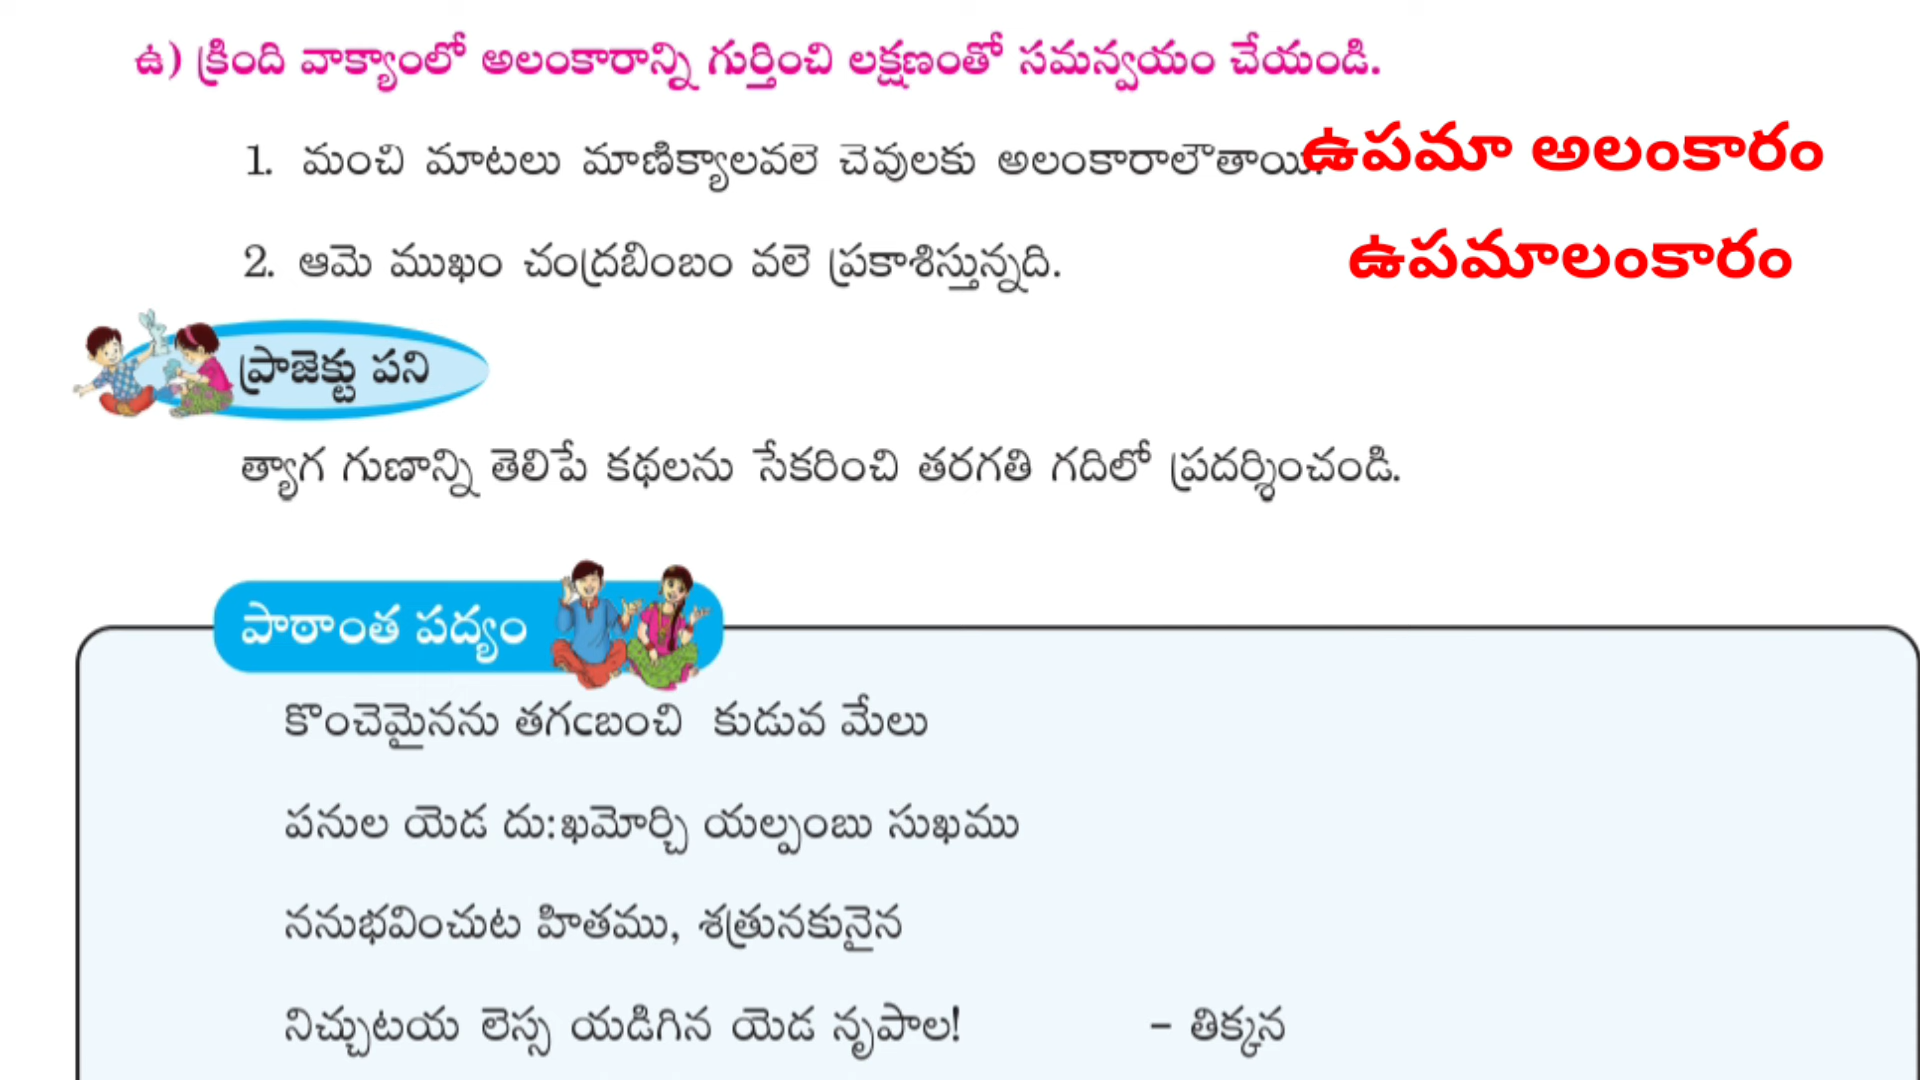 ఉ) క్రింది వాక్యాంలో అలంకారాన్ని గుర్తించి లక్షణంతో సమన్వయం చేయండి.
1. మంచి మాటలు మాణిక్యాలవలె చెవులకు అలంకారాలౌతాయి. ఉపమా అలంకారం
2. ఆమె ముఖం చంద్రబింబం వలె ప్రకాశిస్తున్నది. ఉపమాలంకారం
ప్రాజెక్టు పని
త్యాగ గుణాన్ని తెలిపే కథలను సేకరించి తరగతి గదిలో ప్రదర్శించండి.
పాఠాంత పద్యం
కొంచెమైనను తగఁబంచి కుడువ మేలు
పనుల యెడ దు:ఖమోర్చి యల్పంబు సుఖము
ననుభవించుట హితము, శత్రునకునైన
నిచ్చుటయ లెస్స యడిగిన యెడ నృపాల! - తిక్కన